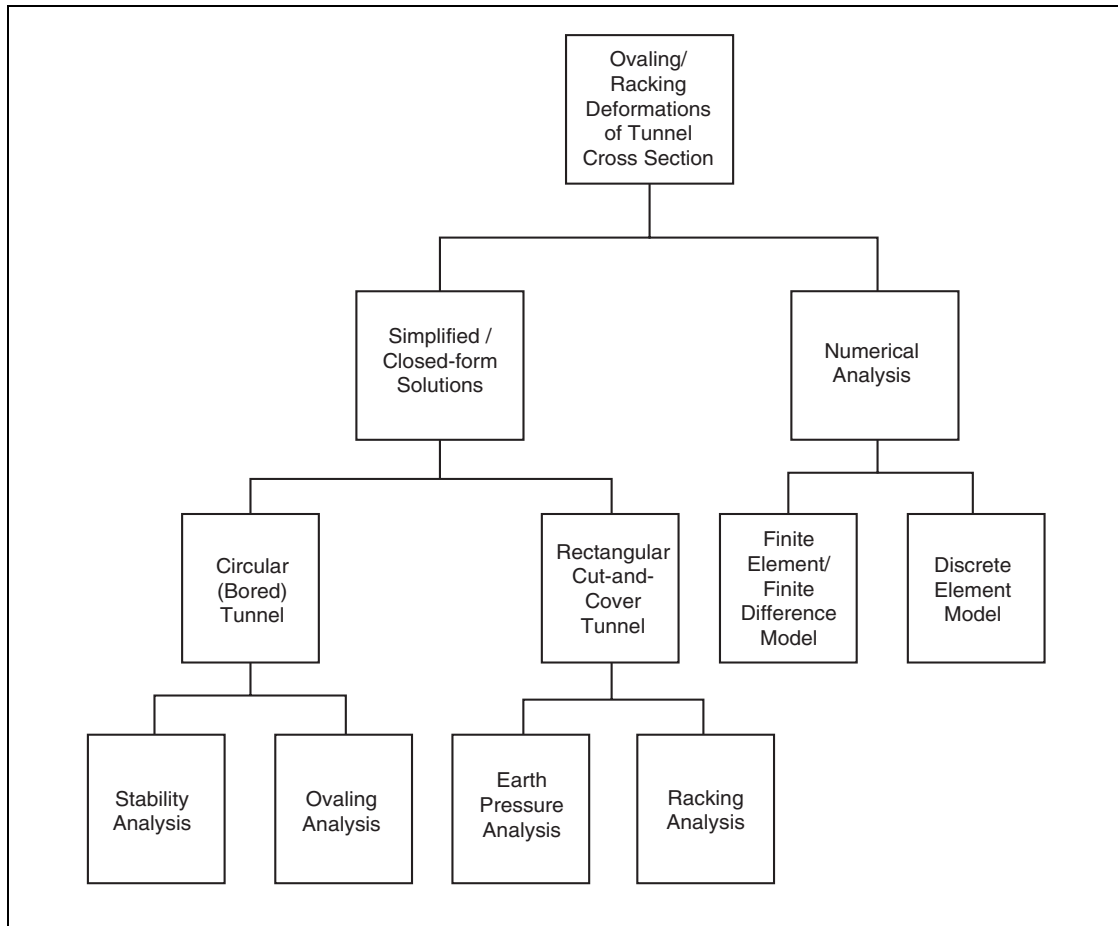 Ovaling/
Racking
Deformations
of Tunnel
Cross Section
Simplified /
Closed-form
Solutions
Numerical
Analysis
Circular
(Bored)
Tunnel
Rectangular
Cut-and-
Cover
Tunnel
Finite
Element/
Finite
Difference
Model
Discrete
Element
Model
Stability
Analysis
Ovaling
Analysis
Earth
Pressure
Analysis
Racking
Analysis